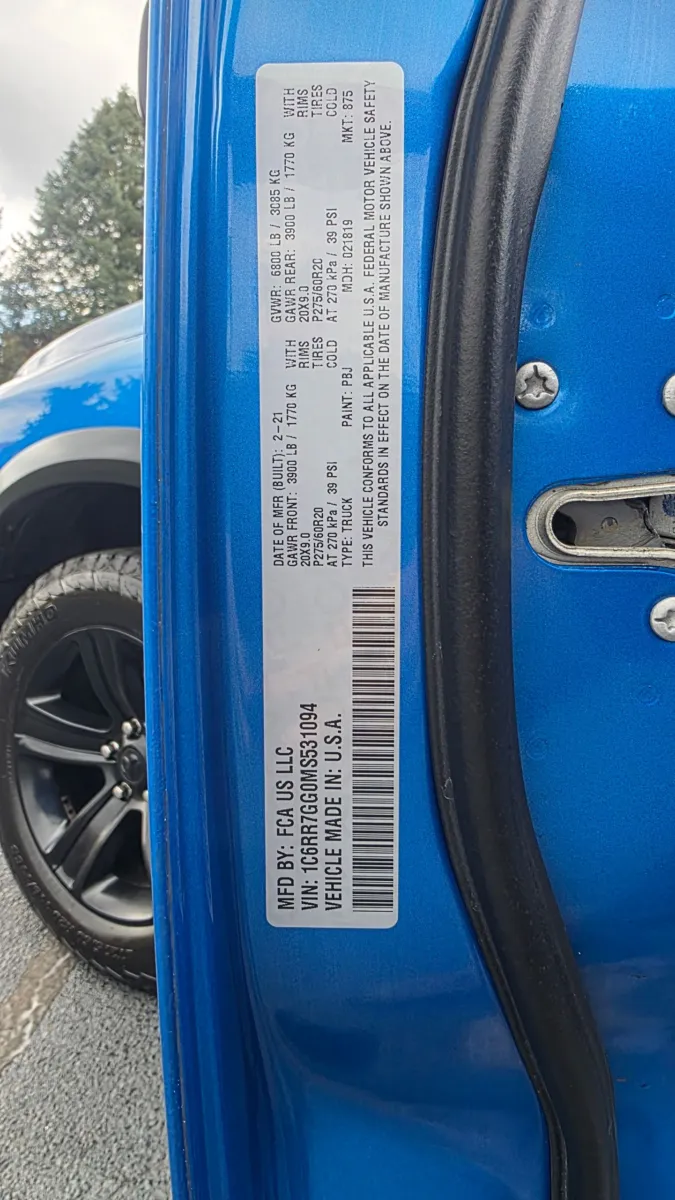 MFD BY: FCA US LLC
VIN: 1C6RR7GG0MS531094
VEHICLE MADE IN: U.S.A.
DATE OF MFR (BUILT): 2-21
GAWR FRONT: 3900 LB / 1770 KG WITH
20X9.0 RIMS
P275/60R20 TIRES
AT 270 kPa / 39 PSI COLD
TYPE: TRUCK PAINT: PBJ
GVWR: 6800 LB / 3085 KG
GAWR REAR: 3900 LB / 1770 KG WITH
20X9.0 RIMS
P275/60R20 TIRES
AT 270 kPa / 39 PSI COLD
MDH: 021819 MKT: 875
THIS VEHICLE CONFORMS TO ALL APPLICABLE U.S.A. FEDERAL MOTOR VEHICLE SAFETY
STANDARDS IN EFFECT ON THE DATE OF MANUFACTURE SHOWN ABOVE.
KUMHO